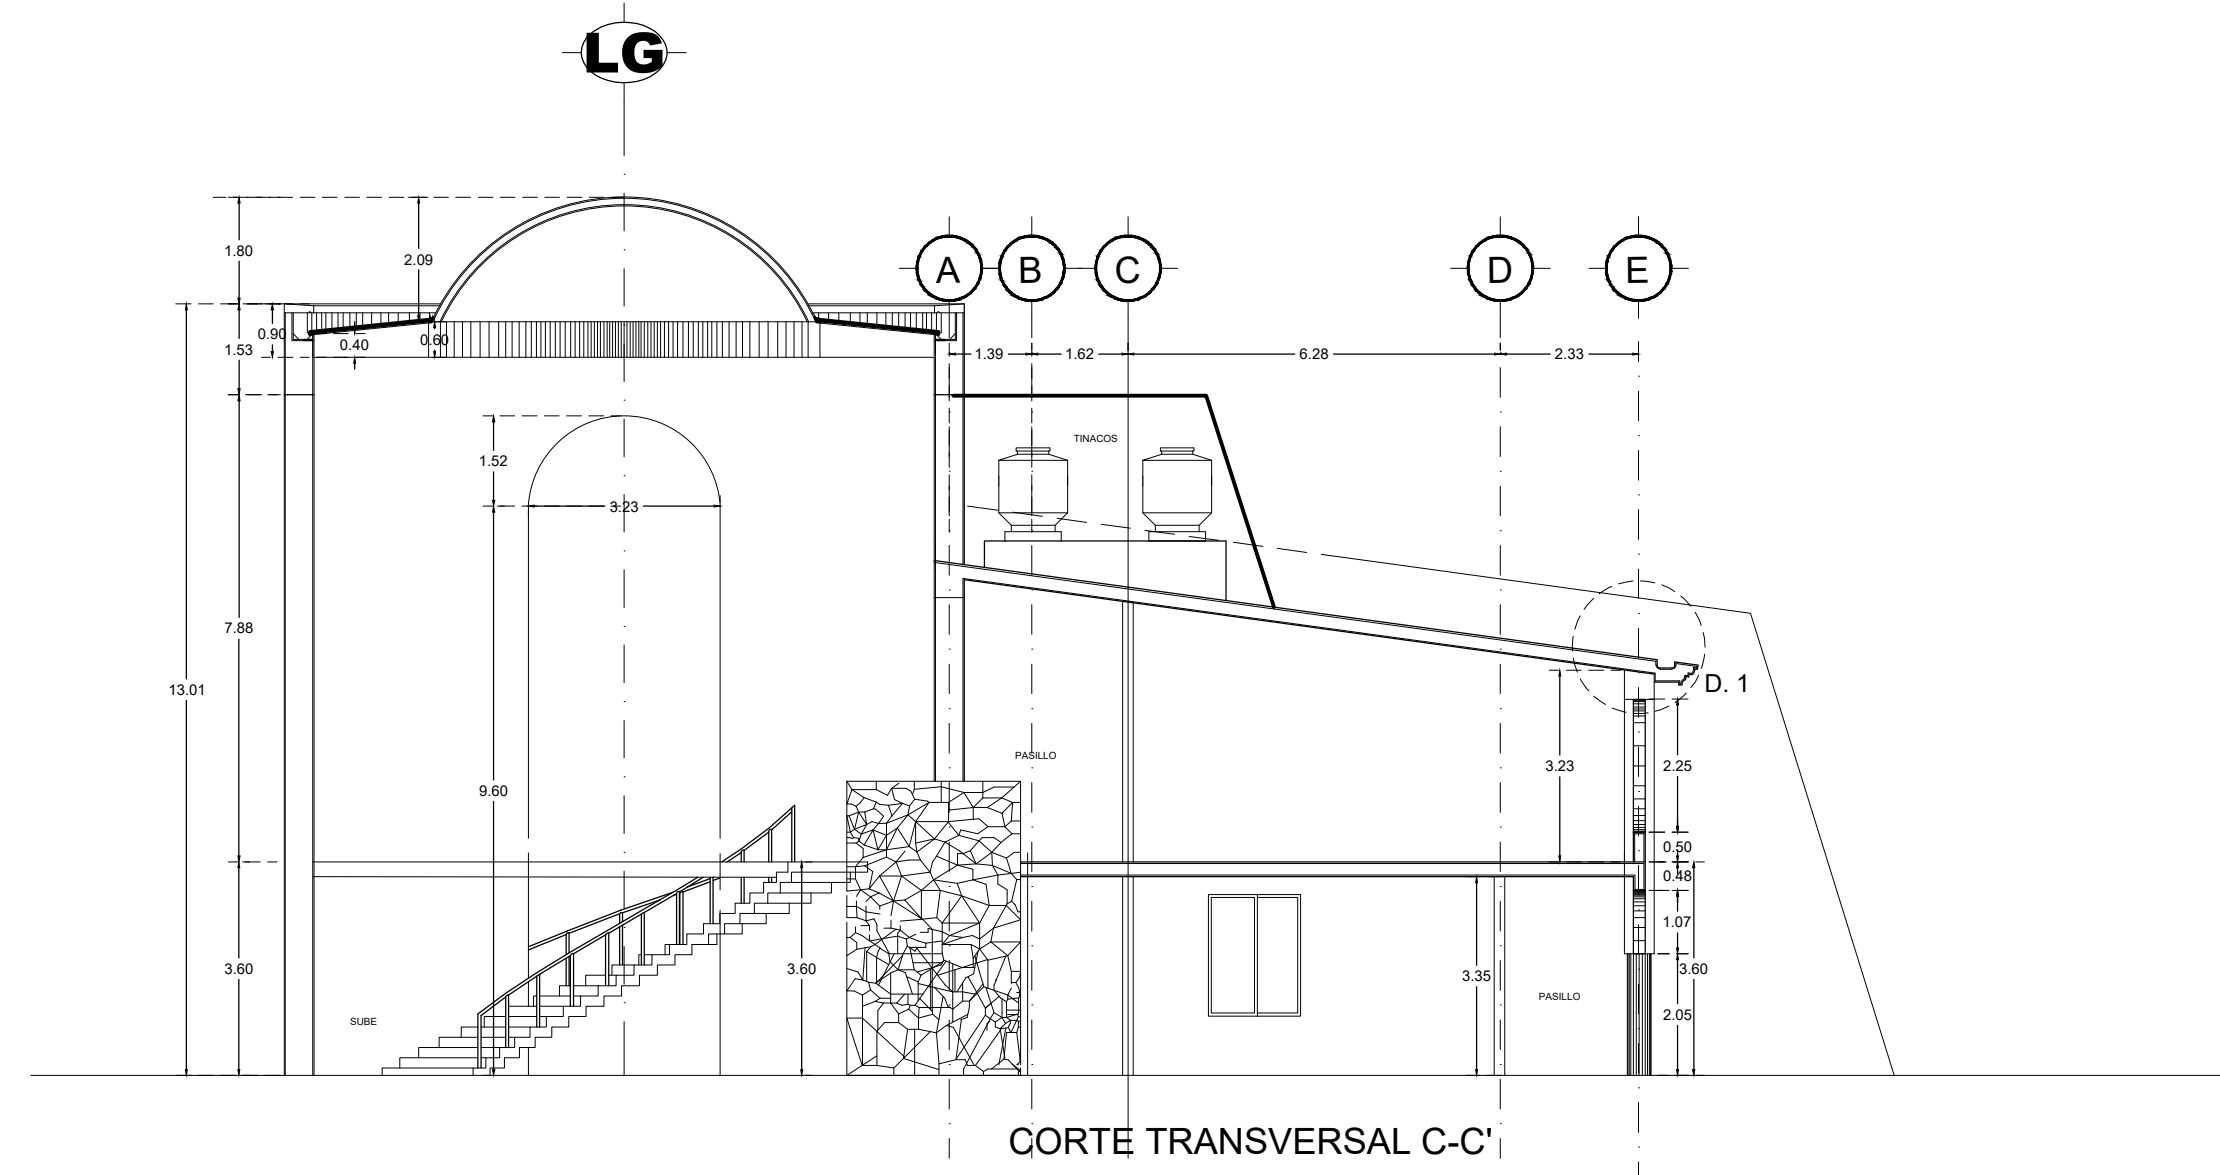 LG
1.80
2.09
A B C D E
0.90
0.40
0.60
1.53
1.39 1.62 6.28 2.33
TINACOS
1.52
3.23
7.88
13.01
D. 1
PASILLO
3.23
2.25
9.60
0.50
0.48
1.07
3.60
3.60
3.35
3.60
PASILLO
SUBE
2.05
CORTE TRANSVERSAL C-C'